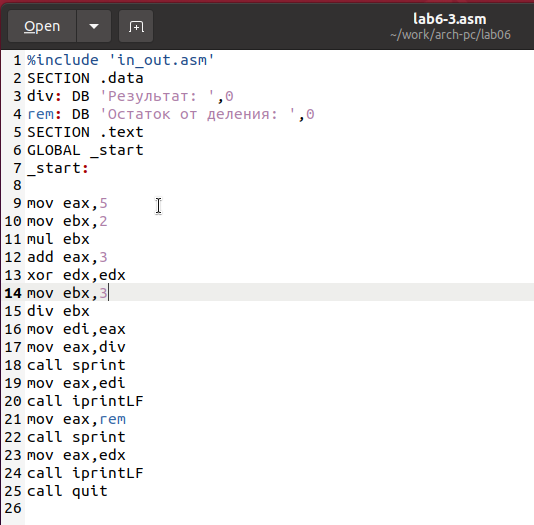 Open
lab6-3.asm
~/work/arch-pc/lab06
1 %include 'in_out.asm'
2 SECTION .data
3 div: DB 'Результат: ',0
4 rem: DB 'Остаток от деления: ',0
5 SECTION .text
6 GLOBAL _start
7 _start:
8
9 mov eax,5
10 mov ebx,2
11 mul ebx
12 add eax,3
13 xor edx,edx
14 mov ebx,3
15 div ebx
16 mov edi,eax
17 mov eax,div
18 call sprint
19 mov eax,edi
20 call iprintLF
21 mov eax,rem
22 call sprint
23 mov eax,edx
24 call iprintLF
25 call quit
26